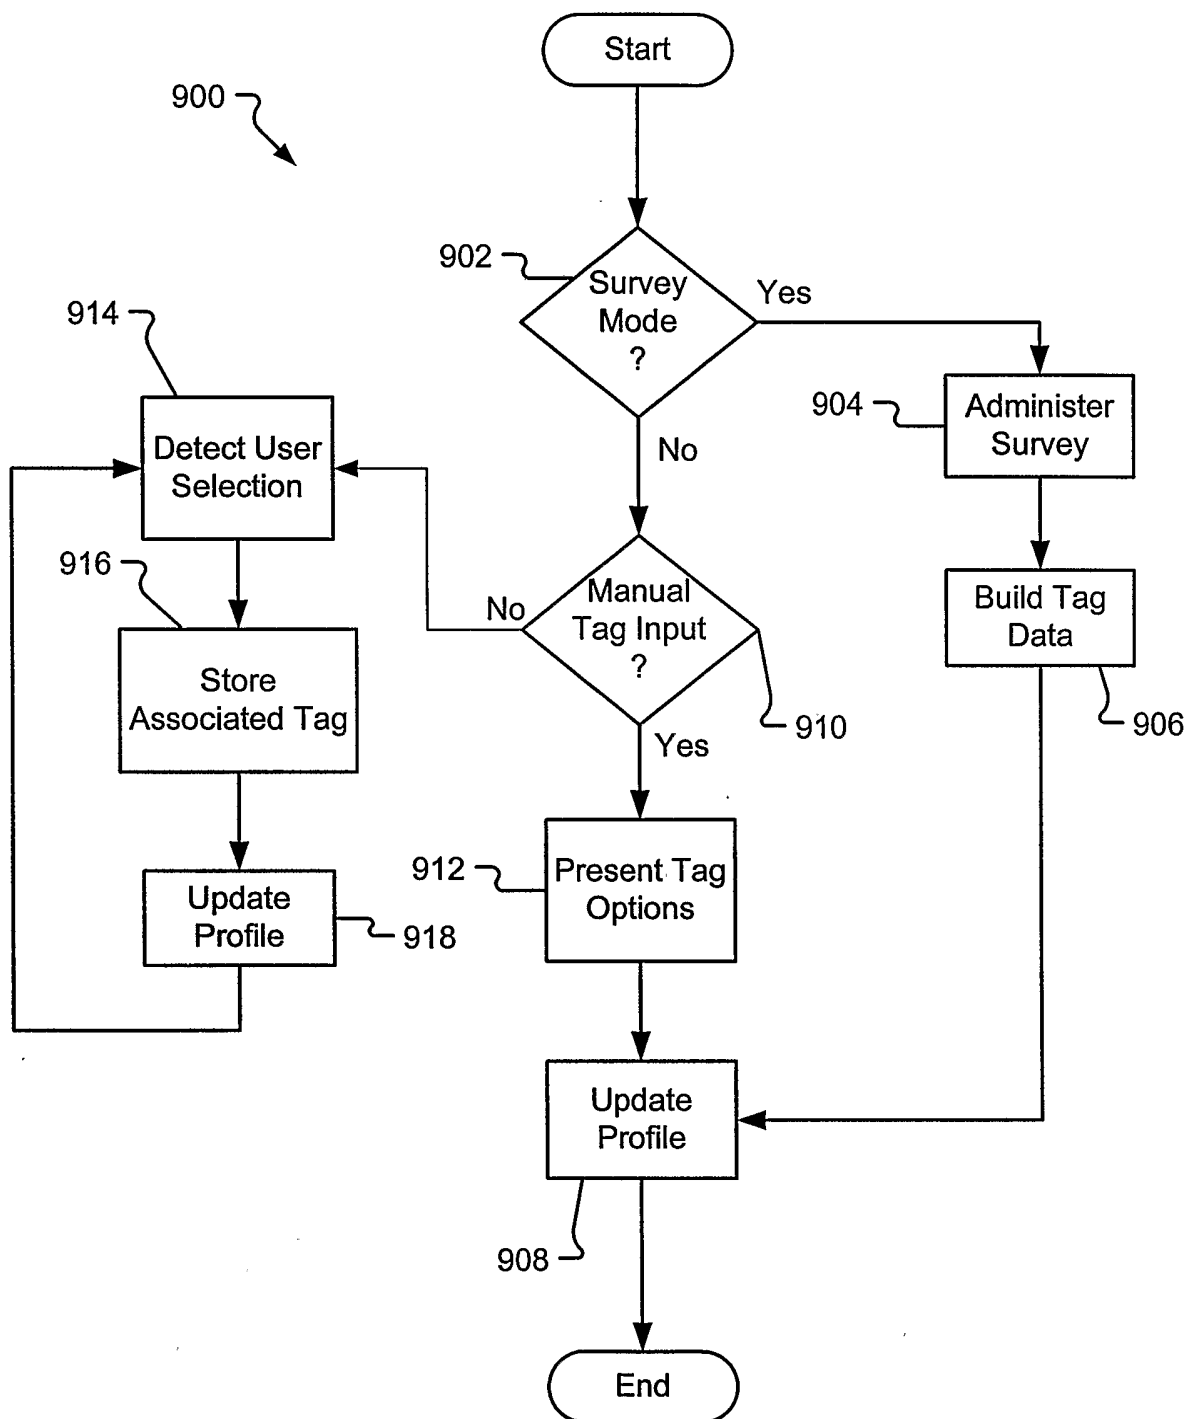 Start
900
902
Survey
Mode
?
Yes
914
904
Administer
Survey
Detect User
Selection
No
916
Manual
Tag Input
?
No
Build Tag
Data
Store
Associated Tag
910
906
Yes
912
Present Tag
Options
Update
Profile
918
Update
Profile
908
End